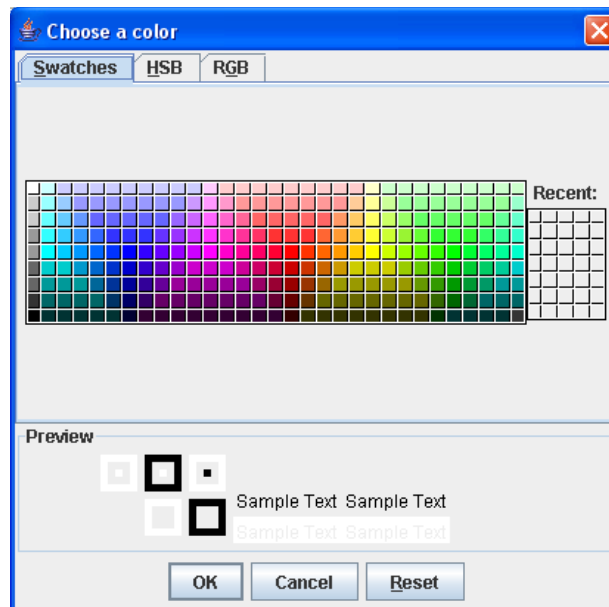 Choose a color
Swatches HSB RGB
Recent:
Preview
Sample Text Sample Text
Sample Text Sample Text
OK Cancel Reset